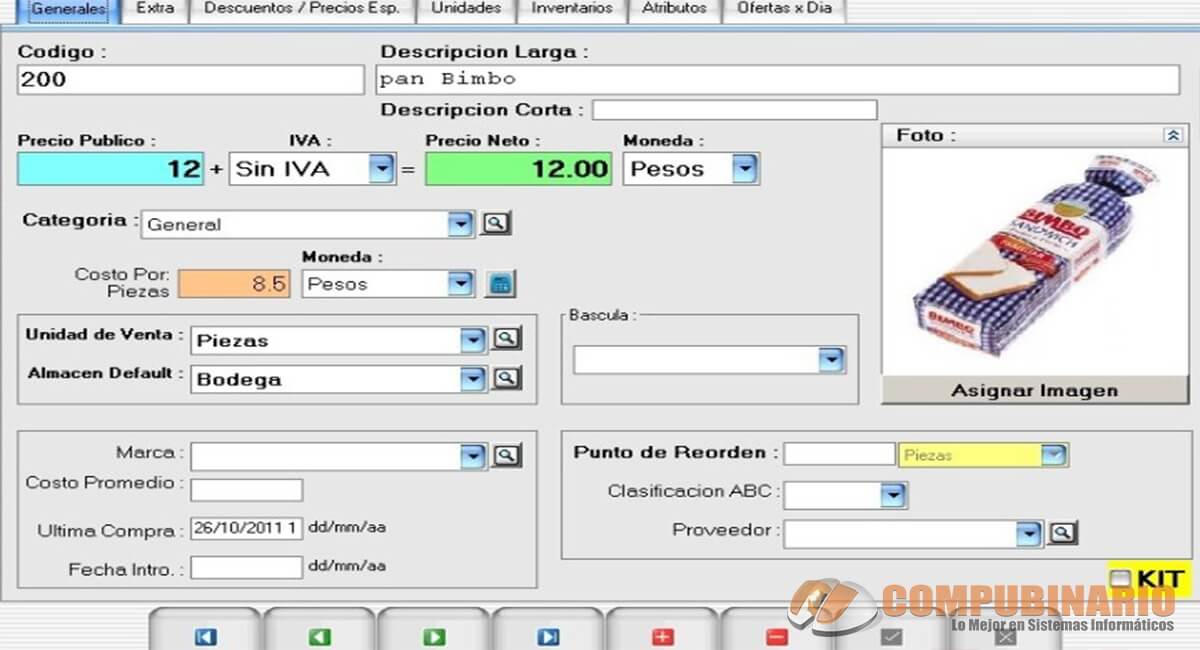 Generales Extra Descuentos / Precios Esp. Unidades Inventarios Atributos Ofertas x Dia
Codigo : Descripcion Larga :
200 pan Bimbo
Descripcion Corta :
Precio Publico : IVA : Precio Neto : Moneda : Foto :
12 + Sin IVA = 12.00 Pesos
BIMBO
SANDWICH
BIMBO
Categoria : General
Moneda :
Costo Por:
Piezas 8.5 Pesos
Unidad de Venta : Piezas Bascula :
Almacen Default : Bodega
Asignar Imagen
Marca : Punto de Reorden : Piezas
Costo Promedio : Clasificacion ABC :
Ultima Compra : 26/10/2011 1 dd/mm/aa Proveedor :
Fecha Intro. : dd/mm/aa
KIT
COMPUBINARIO
Lo Mejor en Sistemas Informáticos